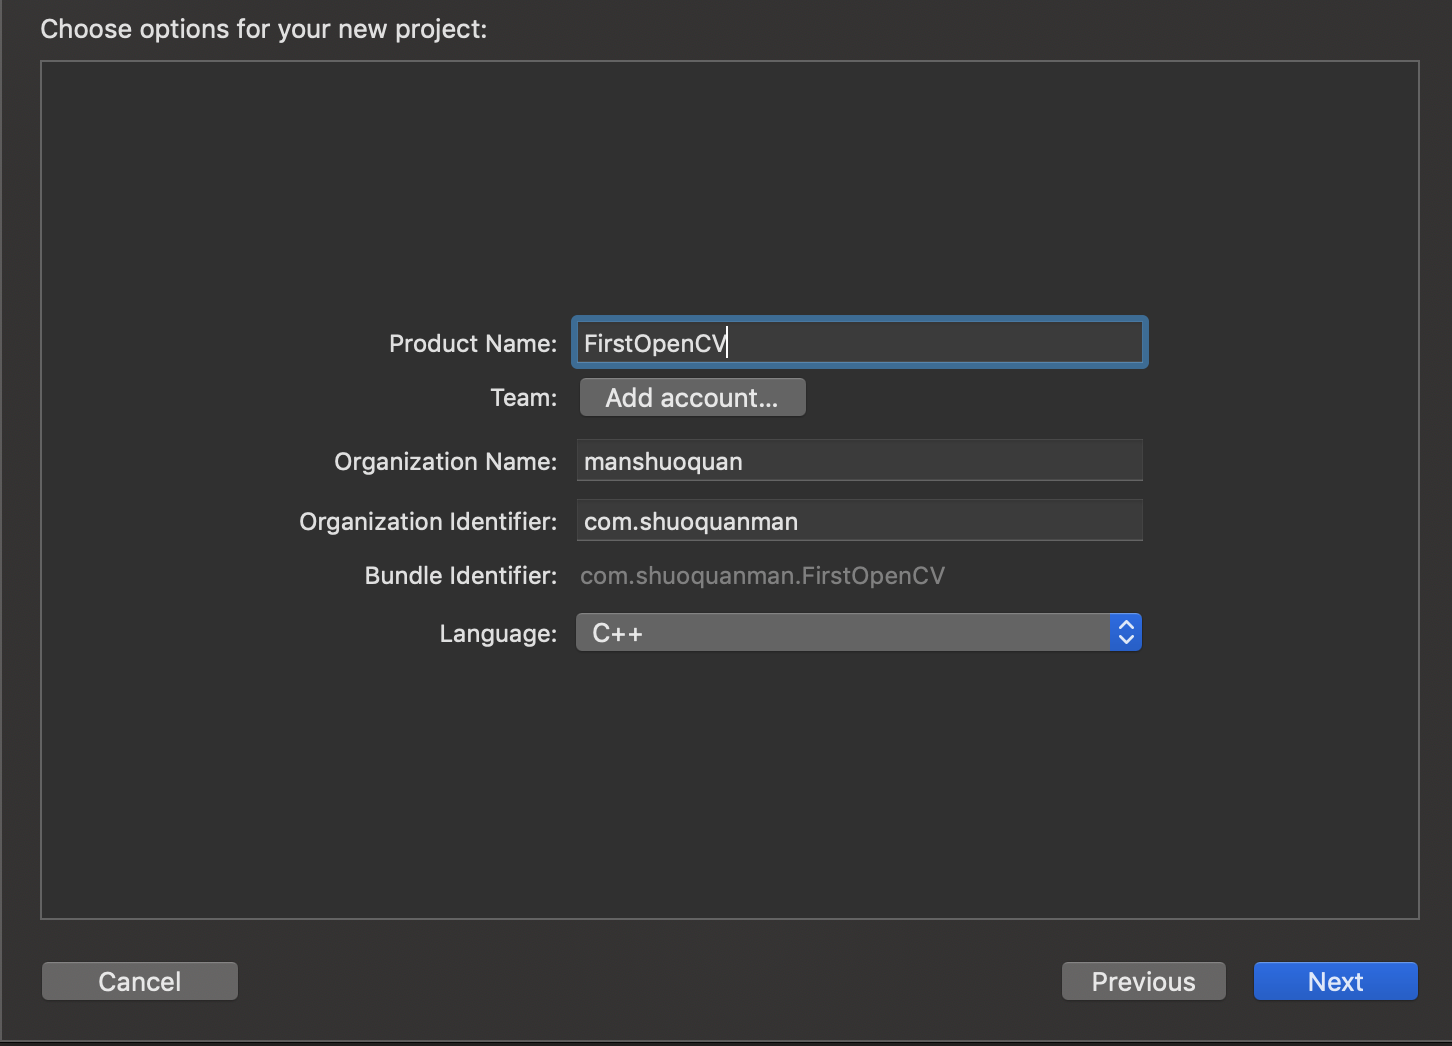 Choose options for your new project:
Product Name: FirstOpenCV
Team: Add account...
Organization Name: manshuoquan
Organization Identifier: com.shuoquanman
Bundle Identifier: com.shuoquanman.FirstOpenCV
Language: C++
Cancel Previous Next